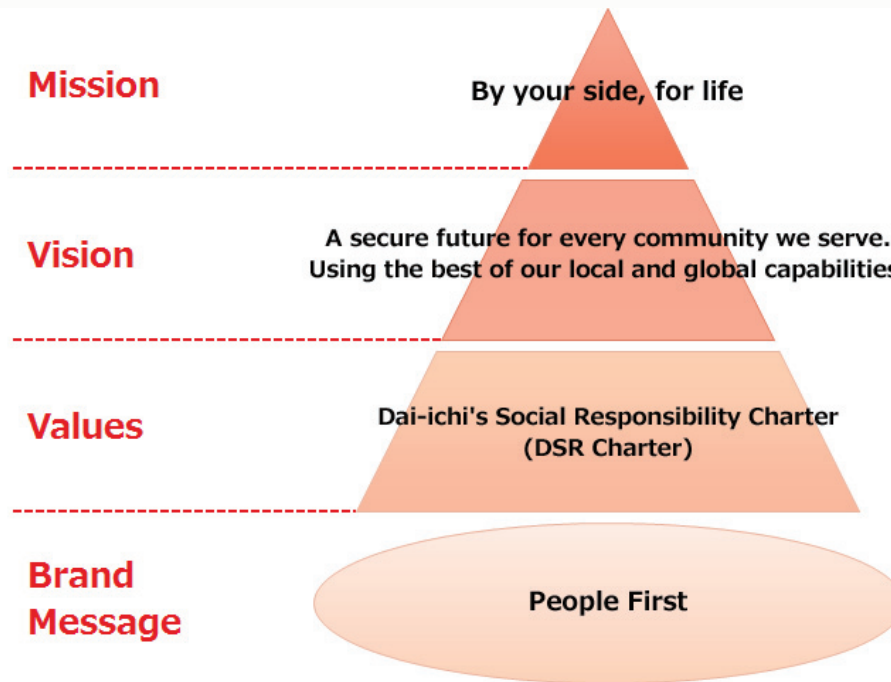 Mission
By your side, for life
Vision
A secure future for every community we serve.
Using the best of our local and global capabilities
Values
Dai-ichi's Social Responsibility Charter
(DSR Charter)
Brand
Message
People First